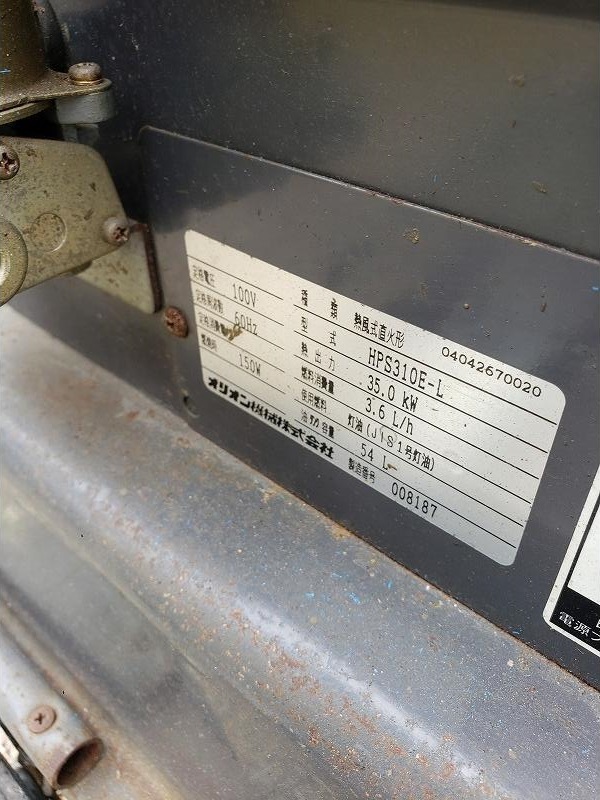 04042670020
種類 熱風式直火形
型式 HPS310E-L
熱出力 35.0 kW
燃料消費量 3.6 L/h
使用燃料 灯油(JIS1号灯油)
油タンク容量 54 L
製造番号 008187
定格電圧 100V
定格周波数 60Hz
定格消費
燃焼時 150W
オリオン機械株式会社
電源